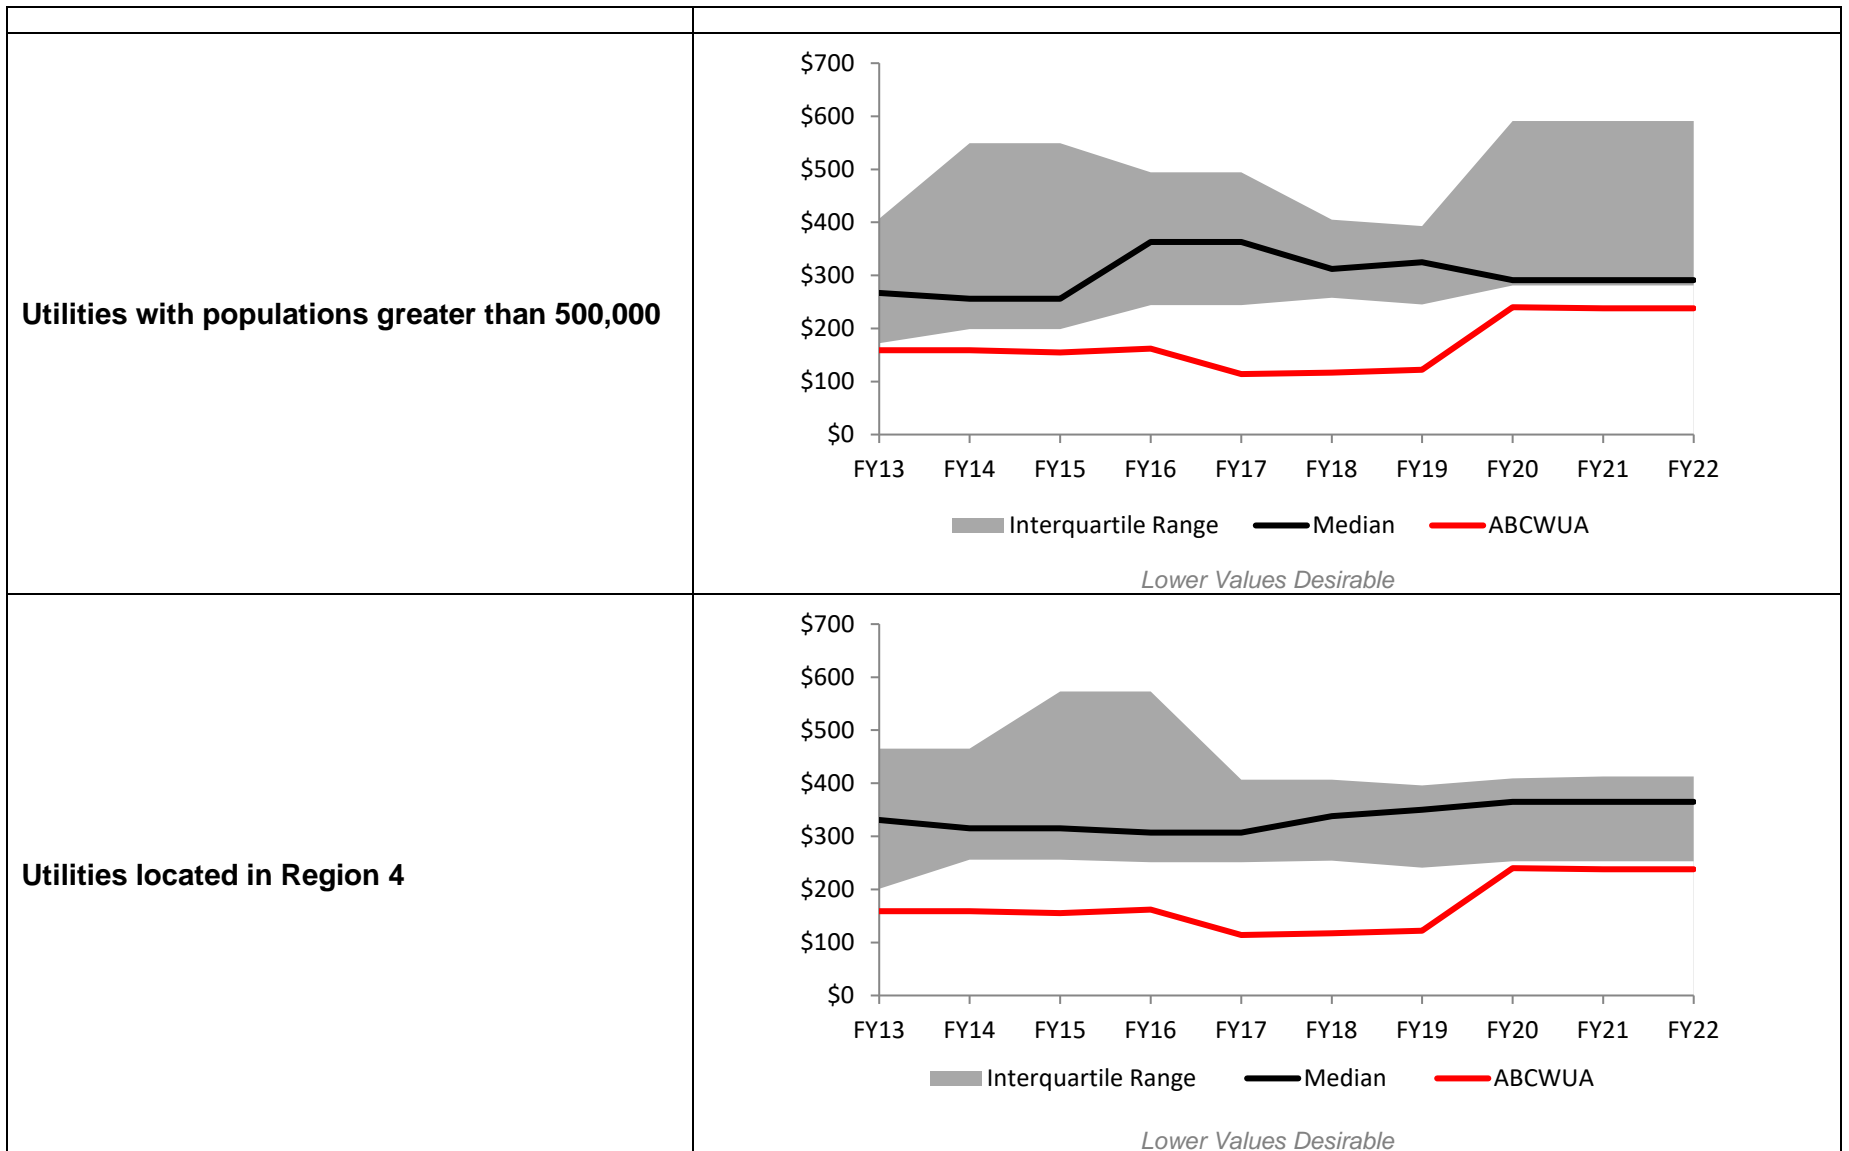 $700
$600
$500
$400
$300
$200
$100
$0
FY13 FY14 FY15 FY16 FY17 FY18 FY19 FY20 FY21 FY22
Interquartile Range Median ABCWUA
Lower Values Desirable
Utilities with populations greater than 500,000
$700
$600
$500
$400
$300
$200
$100
$0
FY13 FY14 FY15 FY16 FY17 FY18 FY19 FY20 FY21 FY22
Interquartile Range Median ABCWUA
Lower Values Desirable
Utilities located in Region 4